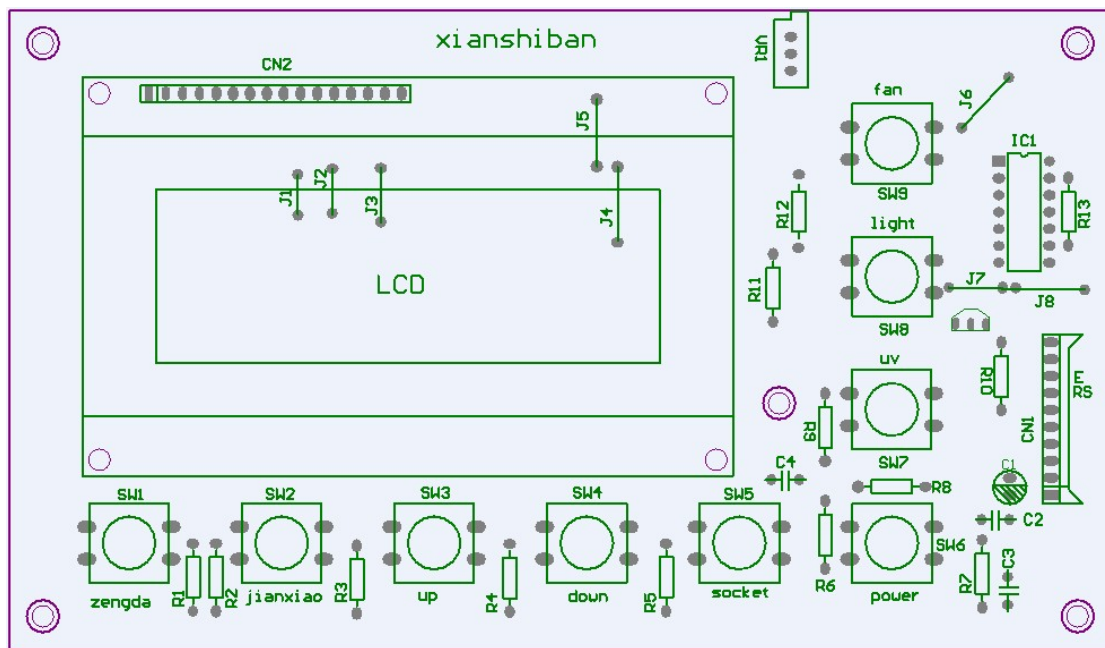 xianshiban
VR1
CN2
fan
J6
J5
IC1
J1
J2
J3
J4
SW9
R12
R13
light
LCD
R11
J7
J8
SW8
uv
R10
E
RS
CN1
R9
SW7
C4
C1
R8
SW1
SW2
SW3
SW4
SW5
C2
SW6
R1
R2
R3
R4
R5
R6
R7
C3
zengda
jianxiao
up
down
socket
power